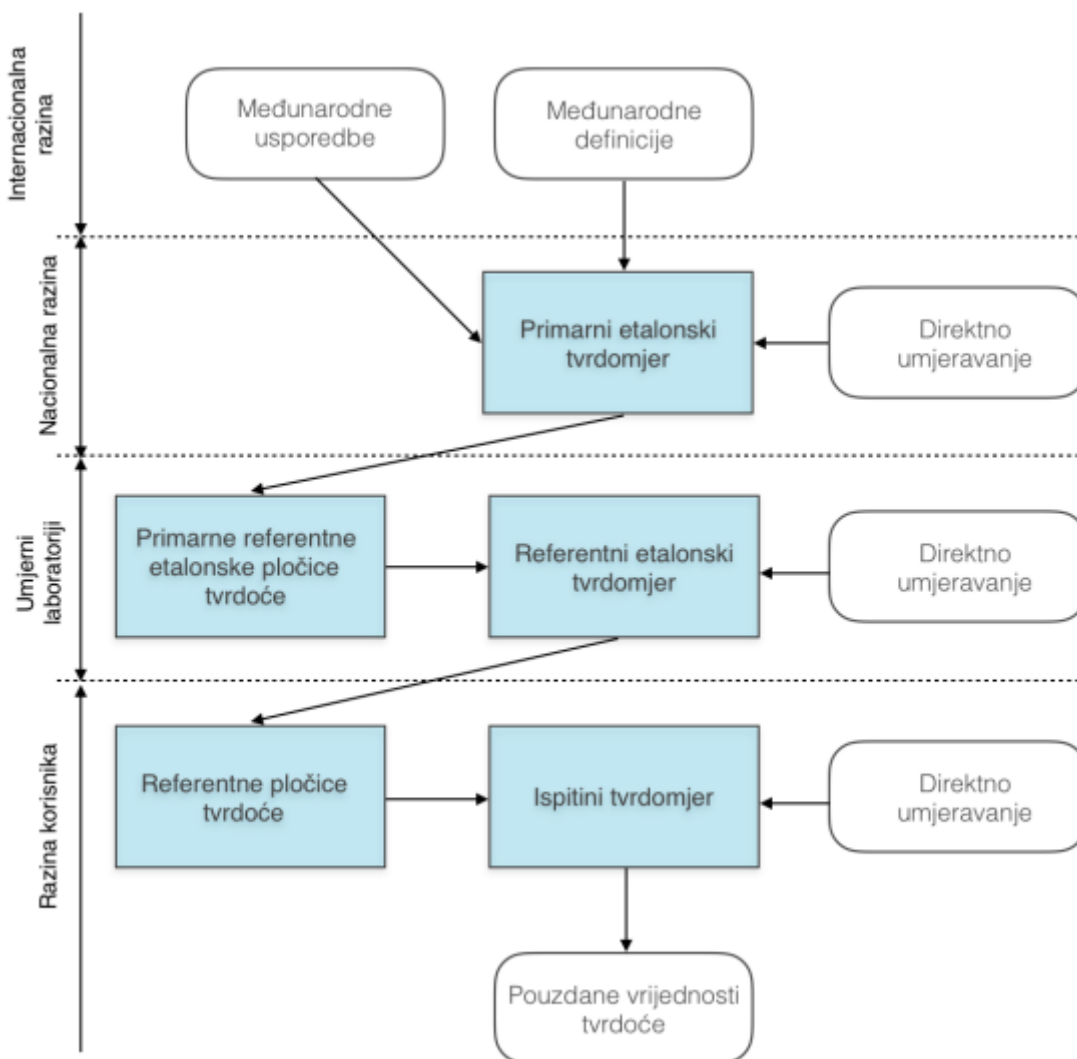 Internacionalna
razina
Međunarodne
usporedbe
Međunarodne
definicije
Nacionalna razina
Primarni etalonski
tvrdomjer
Direktno
umjeravanje
Umjerni
laboratoriji
Primarne referentne
etalonske pločice
tvrdoće
Referentni etalonski
tvrdomjer
Direktno
umjeravanje
Razina korisnika
Referentne pločice
tvrdoće
Ispitini tvrdomjer
Direktno
umjeravanje
Pouzdane vrijednosti
tvrdoće